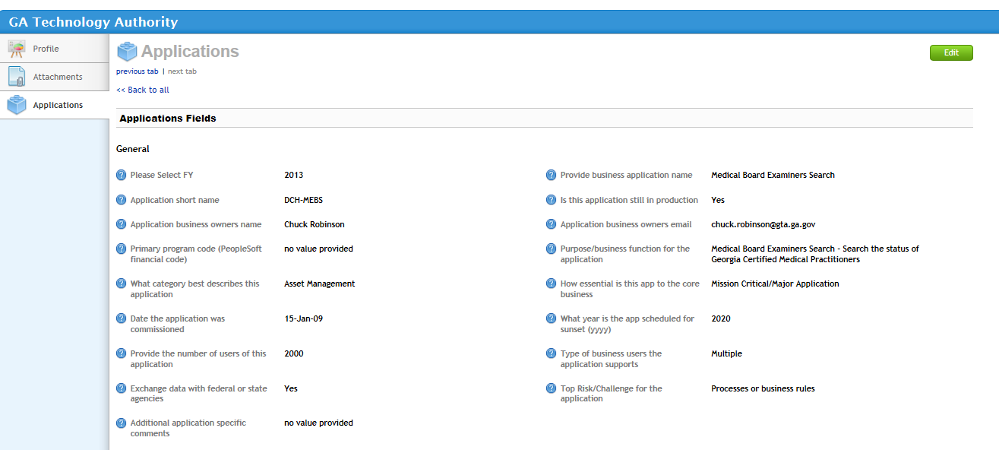 GA Technology Authority
Profile
Attachments
Applications
Applications
Edit
previous tab | next tab
<< Back to all
Applications Fields
General
Please Select FY 2013
Provide business application name Medical Board Examiners Search
Application short name DCH-MEBS
Is this application still in production Yes
Application business owners name Chuck Robinson
Application business owners email chuck.robinson@gta.ga.gov
Primary program code (PeopleSoft no value provided
financial code)
Purpose/business function for the Medical Board Examiners Search - Search the status of
application Georgia Certified Medical Practitioners
What category best describes this Asset Management
application
How essential is this app to the core Mission Critical/Major Application
business
Date the application was 15-Jan-09
commissioned
What year is the app scheduled for 2020
sunset (yyyy)
Provide the number of users of this 2000
application
Type of business users the Multiple
application supports
Exchange data with federal or state Yes
agencies
Top Risk/Challenge for the Processes or business rules
application
Additional application specific no value provided
comments